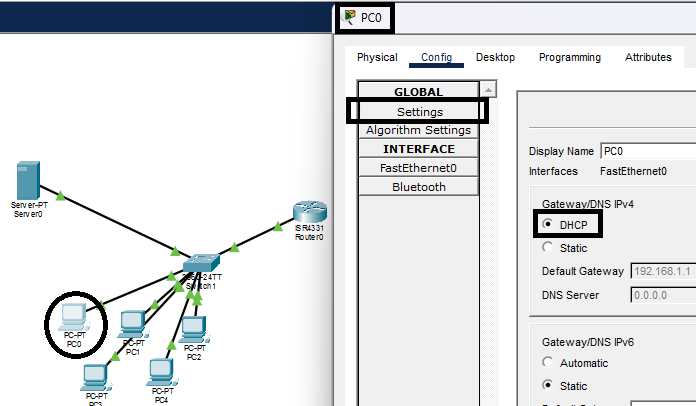 PC0
Physical
Config
Desktop
Programming
Attributes
GLOBAL
Settings
Algorithm Settings
INTERFACE
FastEthernet0
Bluetooth
Display Name
PC0
Interfaces
FastEthernet0
Gateway/DNS IPv4
DHCP
Static
Default Gateway
192.168.1.1
DNS Server
0.0.0.0
Gateway/DNS IPv6
Automatic
Static
Server-PT
Server0
ISR4331
Router0
Switch1
PC-PT
PC0
PC-PT
PC1
PC-PT
PC2
PC-PT
PC3
PC-PT
PC4